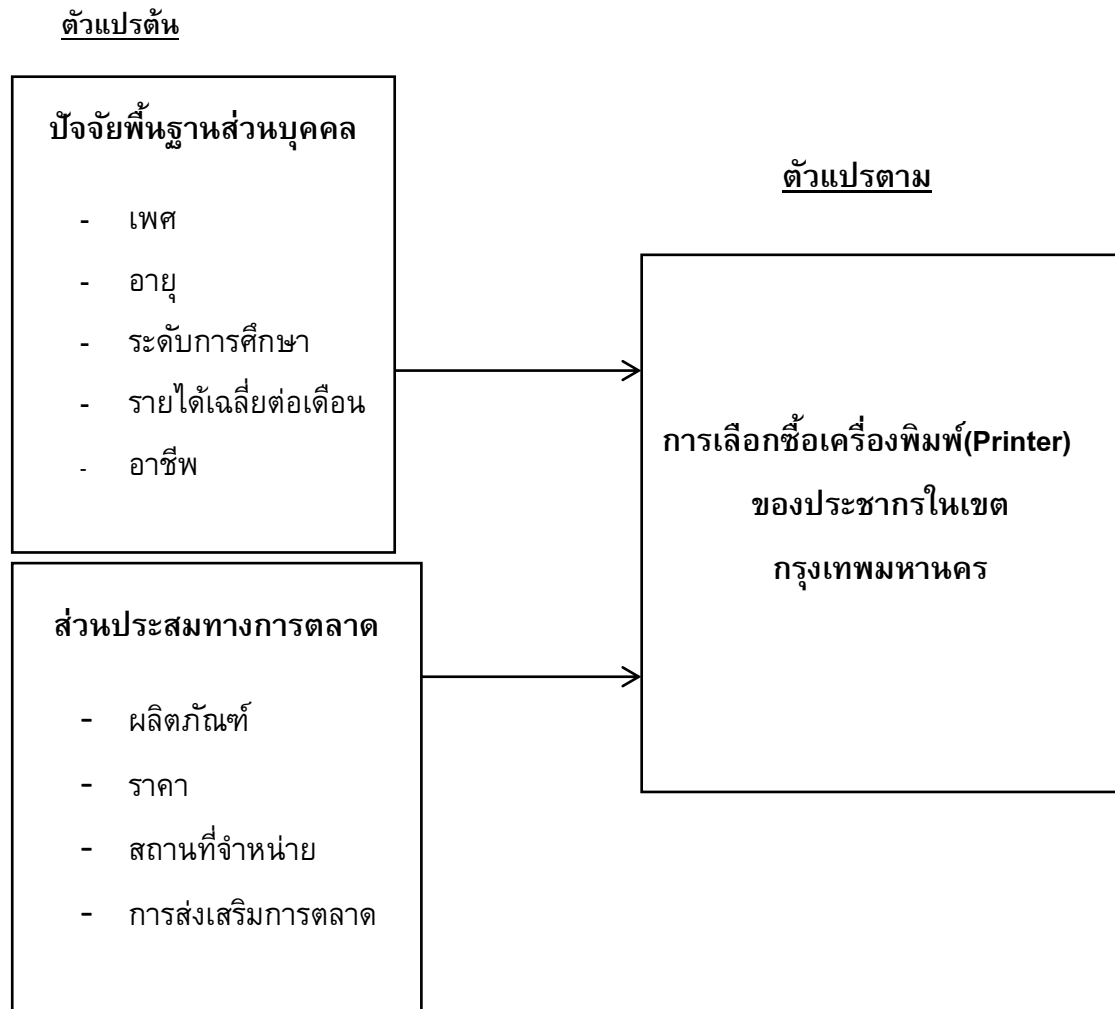 ตัวแปรต้น
ปัจจัยพื้นฐานส่วนบุคคล
- เพศ
- อายุ
- ระดับการศึกษา
- รายได้เฉลี่ยต่อเดือน
- อาชีพ
ส่วนประสมทางการตลาด
- ผลิตภัณฑ์
- ราคา
- สถานที่จำหน่าย
- การส่งเสริมการตลาด
ตัวแปรตาม
การเลือกซื้อเครื่องพิมพ์(Printer)
ของประชากรในเขต
กรุงเทพมหานคร